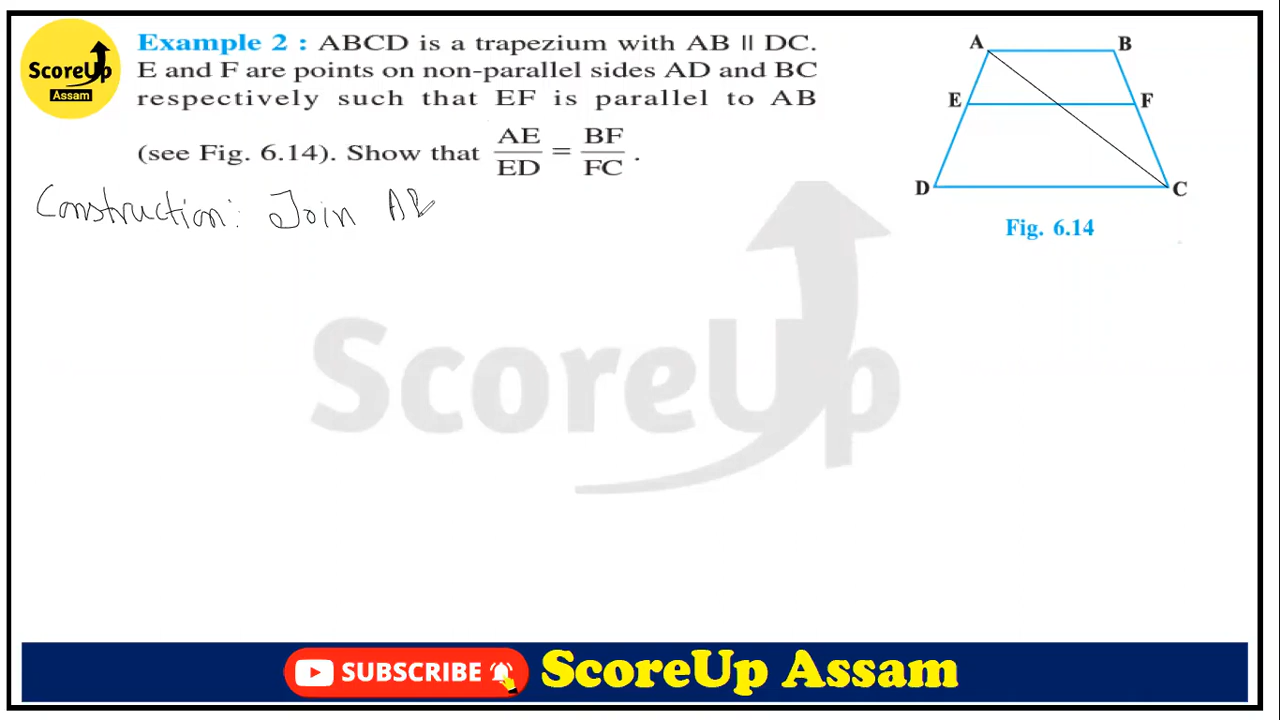 ScoreUp
Assam
Example 2 : ABCD is a trapezium with AB || DC.
E and F are points on non-parallel sides AD and BC
respectively such that EF is parallel to AB
(see Fig. 6.14). Show that AE/ED = BF/FC .
A B
E F
D C
Fig. 6.14
Construction: Join
ScoreUp
SUBSCRIBE ScoreUp Assam